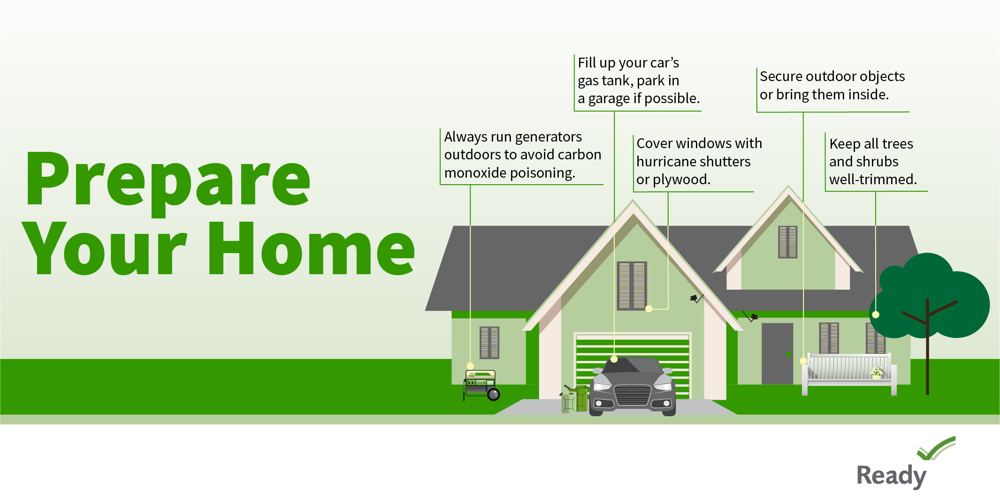 Prepare
Your Home
Always run generators
outdoors to avoid carbon
monoxide poisoning.
Fill up your car’s
gas tank, park in
a garage if possible.
Cover windows with
hurricane shutters
or plywood.
Secure outdoor objects
or bring them inside.
Keep all trees
and shrubs
well-trimmed.
Ready